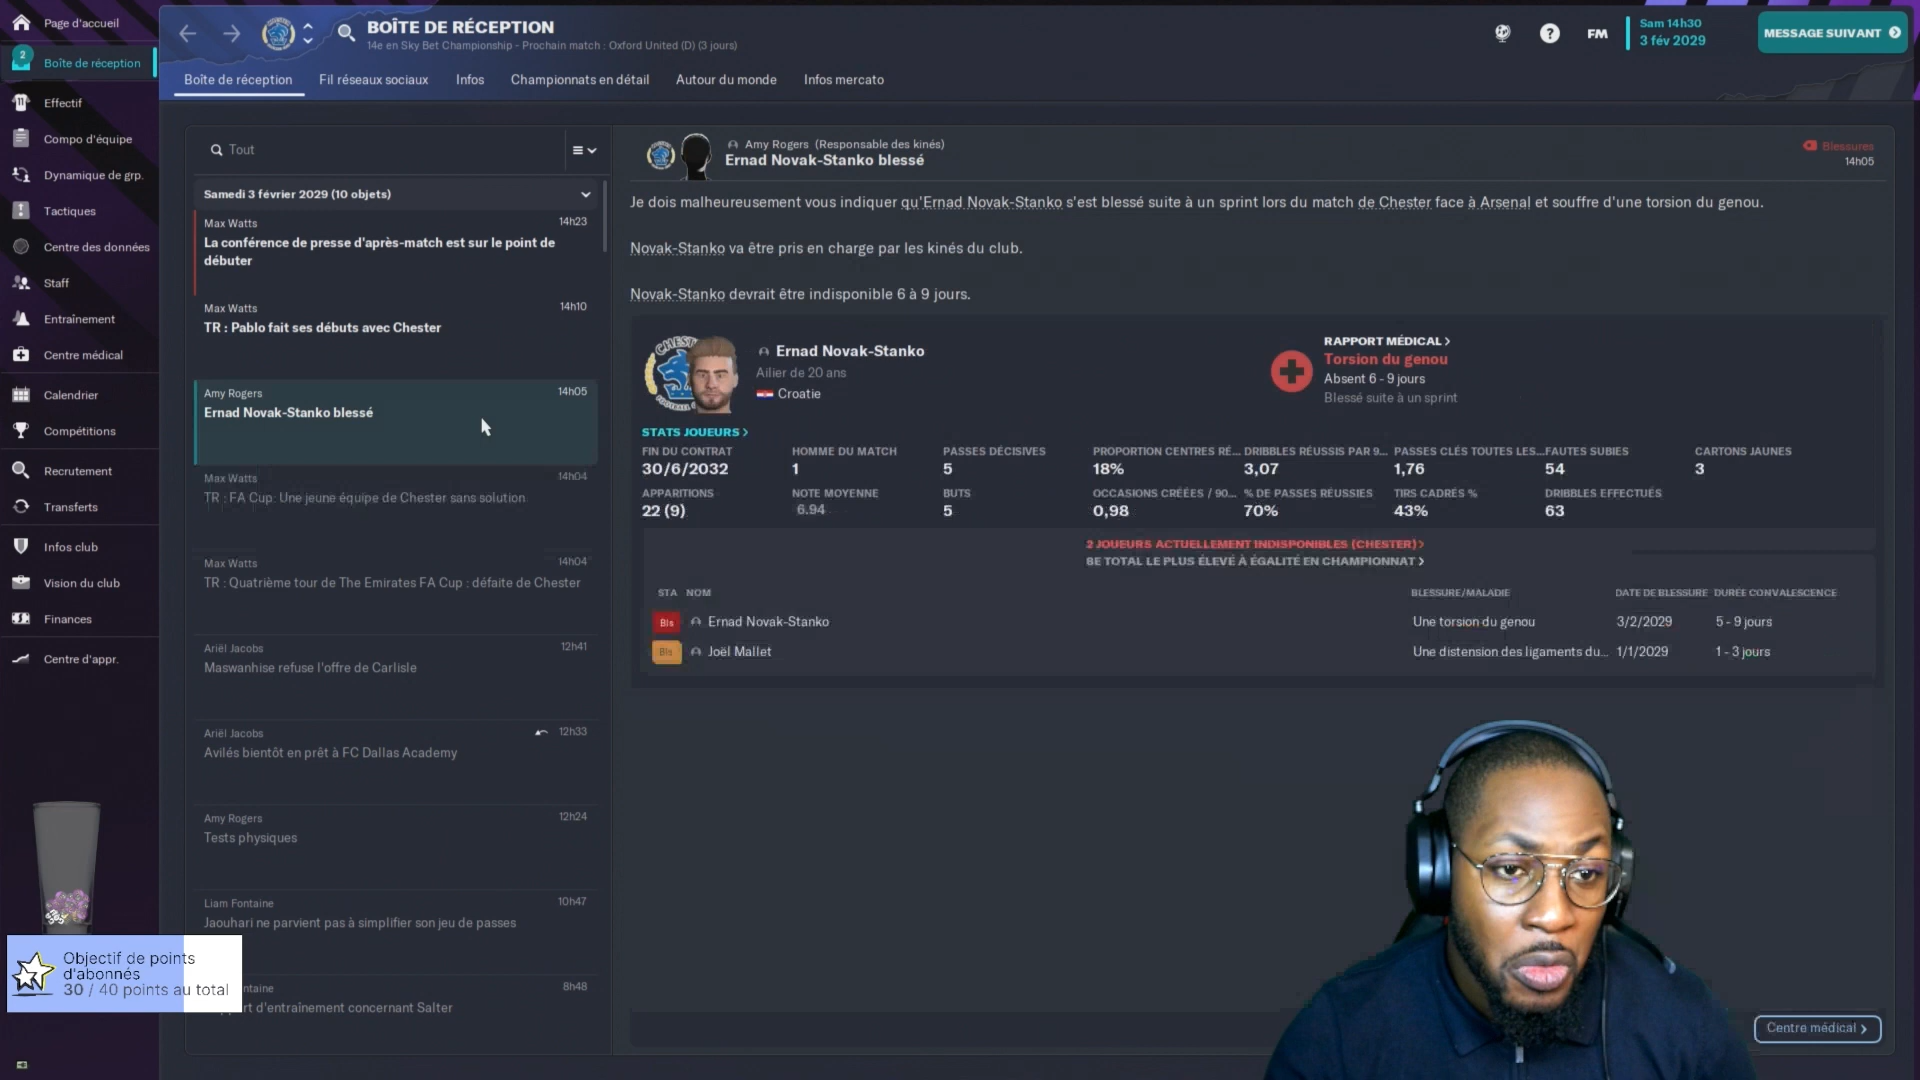 Page d'accueil
2
Boîte de réception
Effectif
Compo d'équipe
Dynamique de grp.
Tactiques
Centre des données
Staff
Entraînement
Centre médical
Calendrier
Compétitions
Recrutement
Transferts
Infos club
Vision du club
Finances
Centre d'appr.
BOÎTE DE RÉCEPTION
14e en Sky Bet Championship - Prochain match : Oxford United (D) (3 jours)
FM
Sam 14h30
3 fév 2029
MESSAGE SUIVANT
Boîte de réception
Fil réseaux sociaux
Infos
Championnats en détail
Autour du monde
Infos mercato
Tout
Samedi 3 février 2029 (10 objets)
Max Watts 14h23
La conférence de presse d'après-match est sur le point de
débuter
Max Watts 14h10
TR : Pablo fait ses débuts avec Chester
Amy Rogers 14h05
Ernad Novak-Stanko blessé
Max Watts 14h04
TR : FA Cup: Une jeune équipe de Chester sans solution
Max Watts 14h04
TR : Quatrième tour de The Emirates FA Cup : défaite de Chester
Ariël Jacobs 12h41
Maswanhise refuse l'offre de Carlisle
Ariël Jacobs 12h33
Avilés bientôt en prêt à FC Dallas Academy
Amy Rogers 12h24
Tests physiques
Liam Fontaine 10h47
Jaouhari ne parvient pas à simplifier son jeu de passes
ntaine 8h48
rt d'entraînement concernant Salter
Objectif de points
d'abonnés
30 / 40 points au total
Amy Rogers (Responsable des kinés)
Ernad Novak-Stanko blessé
Blessures
14h05
Je dois malheureusement vous indiquer qu'Ernad Novak-Stanko s'est blessé suite à un sprint lors du match de Chester face à Arsenal et souffre d'une torsion du genou.
Novak-Stanko va être pris en charge par les kinés du club.
Novak-Stanko devrait être indisponible 6 à 9 jours.
Ernad Novak-Stanko
Ailier de 20 ans
Croatie
RAPPORT MÉDICAL
Torsion du genou
Absent 6 - 9 jours
Blessé suite à un sprint
STATS JOUEURS
FIN DU CONTRAT HOMME DU MATCH PASSES DÉCISIVES PROPORTION CENTRES RÉ... DRIBBLES RÉUSSIS PAR 9... PASSES CLÉS TOUTES LES... FAUTES SUBIES CARTONS JAUNES
30/6/2032 1 5 18% 3,07 1,76 54 3
APPARITIONS NOTE MOYENNE BUTS OCCASIONS CRÉÉES / 90... % DE PASSES RÉUSSIES TIRS CADRÉS % DRIBBLES EFFECTUÉS
22 (9) 6.94 5 0,98 70% 43% 63
2 JOUEURS ACTUELLEMENT INDISPONIBLES (CHESTER)
8E TOTAL LE PLUS ÉLEVÉ À ÉGALITÉ EN CHAMPIONNAT
STA NOM BLESSURE/MALADIE DATE DE BLESSURE DURÉE CONVALESCENCE
Bls Ernad Novak-Stanko Une torsion du genou 3/2/2029 5 - 9 jours
Bls Joël Mallet Une distension des ligaments du... 1/1/2029 1 - 3 jours
Centre médical